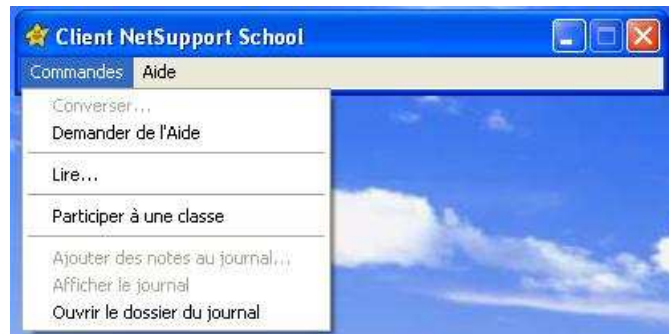 Client NetSupport School
Commandes Aide
Converser...
Demander de l'Aide
Lire...
Participer à une classe
Ajouter des notes au journal...
Afficher le journal
Ouvrir le dossier du journal